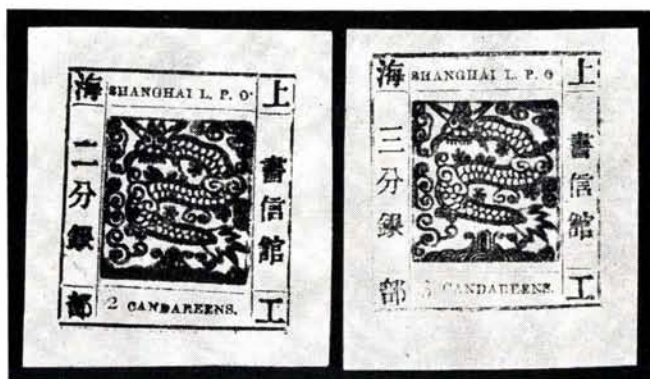 上海
SHANGHAI L. P. O.
書信館
二分銀
工部
2 CANDAREENS.
上海
SHANGHAI L. P. O
書信館
三分銀
工部
CANDAREENS.